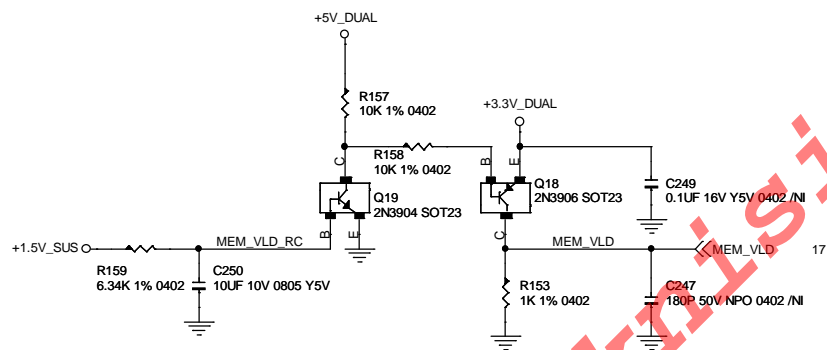 +5V_DUAL
R157
10K 1% 0402
+3.3V_DUAL
R158
10K 1% 0402
C
B
E
Q19
2N3904 SOT23
Q18
2N3906 SOT23
C249
0.1UF 16V Y5V 0402 /NI
B
E
C
+1.5V_SUS
MEM_VLD_RC
MEM_VLD
MEM_VLD
17
R159
6.34K 1% 0402
C250
10UF 10V 0805 Y5V
R153
1K 1% 0402
C247
180P 50V NPO 0402 /NI